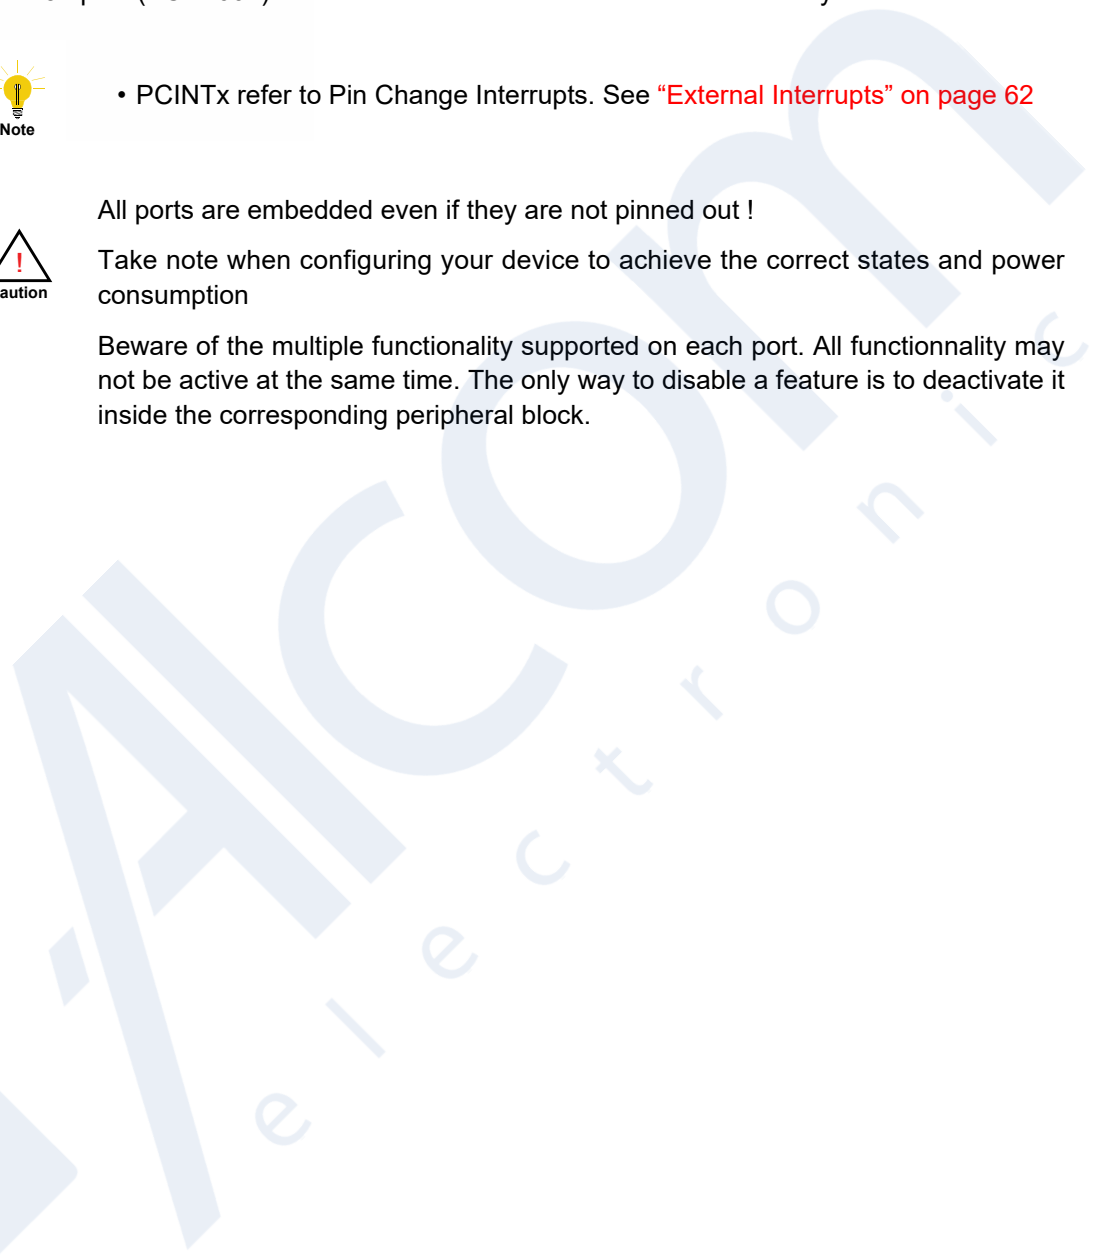 • PCINTx refer to Pin Change Interrupts. See “External Interrupts” on page 62
Note
All ports are embedded even if they are not pinned out !
!
Take note when configuring your device to achieve the correct states and power
aution
consumption
Beware of the multiple functionality supported on each port. All functionnality may
not be active at the same time. The only way to disable a feature is to deactivate it
inside the corresponding peripheral block.
Alcom
electronic